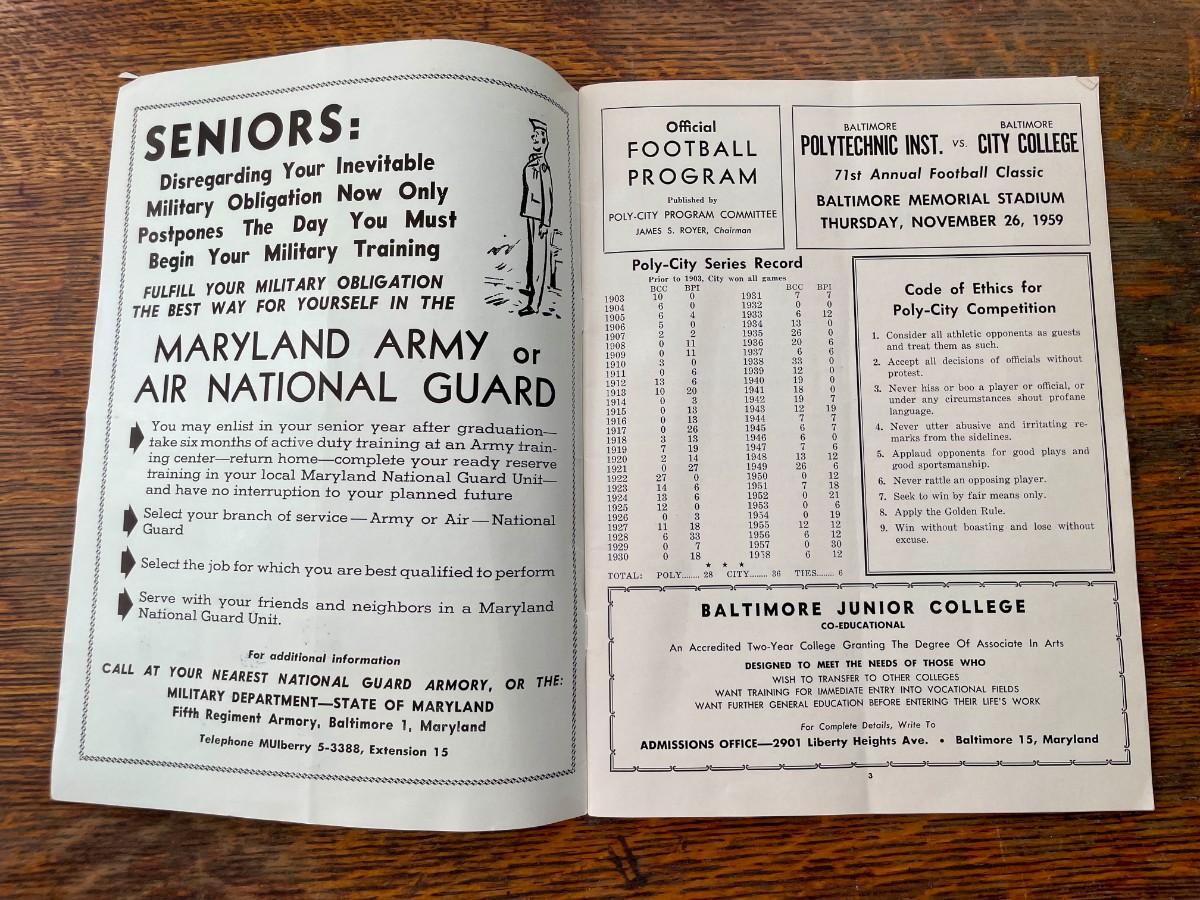 SENIORS:
Disregarding Your Inevitable
Military Obligation Now Only
Postpones The Day You Must
Begin Your Military Training
FULFILL YOUR MILITARY OBLIGATION
THE BEST WAY FOR YOURSELF IN THE
MARYLAND ARMY or
AIR NATIONAL GUARD
You may enlist in your senior year after graduation—
take six months of active duty training at an Army train-
ing center—return home—complete your ready reserve
training in your local Maryland National Guard Unit—
and have no interruption to your planned future
Select your branch of service — Army or Air — National
Guard
Select the job for which you are best qualified to perform
Serve with your friends and neighbors in a Maryland
National Guard Unit.
For additional information
CALL AT YOUR NEAREST NATIONAL GUARD ARMORY, OR THE:
MILITARY DEPARTMENT—STATE OF MARYLAND
Fifth Regiment Armory, Baltimore 1, Maryland
Telephone MUlberry 5-3388, Extension 15
Official
FOOTBALL
PROGRAM
Published by
POLY-CITY PROGRAM COMMITTEE
JAMES S. ROYER, Chairman
BALTIMORE BALTIMORE
POLYTECHNIC INST. VS. CITY COLLEGE
71st Annual Football Classic
BALTIMORE MEMORIAL STADIUM
THURSDAY, NOVEMBER 26, 1959
Poly-City Series Record
Prior to 1903, City won all games
BCC BPI BCC BPI
1903 10 0 1931 7 7
1904 6 0 1932 0 0
1905 6 4 1933 6 12
1906 5 0 1934 13 0
1907 2 2 1935 26 0
1908 0 11 1936 20 6
1909 0 11 1937 6 6
1910 3 0 1938 33 0
1911 0 6 1939 12 0
1912 13 6 1940 19 0
1913 10 20 1941 18 0
1914 0 3 1942 19 7
1915 0 13 1943 12 19
1916 0 13 1944 7 7
1917 0 26 1945 6 7
1918 3 13 1946 6 0
1919 7 19 1947 7 6
1920 2 14 1948 13 12
1921 0 27 1949 26 6
1922 27 0 1950 0 12
1923 14 6 1951 7 18
1924 13 6 1952 0 21
1925 12 0 1953 0 6
1926 0 3 1954 0 19
1927 11 18 1955 12 12
1928 6 33 1956 6 12
1929 0 7 1957 0 30
1930 0 18 1958 6 12
TOTAL: POLY........ 28 CITY........ 36 TIES....... 6
Code of Ethics for
Poly-City Competition
1. Consider all athletic opponents as guests
and treat them as such.
2. Accept all decisions of officials without
protest.
3. Never hiss or boo a player or official, or
under any circumstances shout profane
language.
4. Never utter abusive and irritating re-
marks from the sidelines.
5. Applaud opponents for good plays and
good sportsmanship.
6. Never rattle an opposing player.
7. Seek to win by fair means only.
8. Apply the Golden Rule.
9. Win without boasting and lose without
excuse.
BALTIMORE JUNIOR COLLEGE
CO-EDUCATIONAL
An Accredited Two-Year College Granting The Degree Of Associate In Arts
DESIGNED TO MEET THE NEEDS OF THOSE WHO
WISH TO TRANSFER TO OTHER COLLEGES
WANT TRAINING FOR IMMEDIATE ENTRY INTO VOCATIONAL FIELDS
WANT FURTHER GENERAL EDUCATION BEFORE ENTERING THEIR LIFE'S WORK
For Complete Details, Write To
ADMISSIONS OFFICE—2901 Liberty Heights Ave. • Baltimore 15, Maryland
3